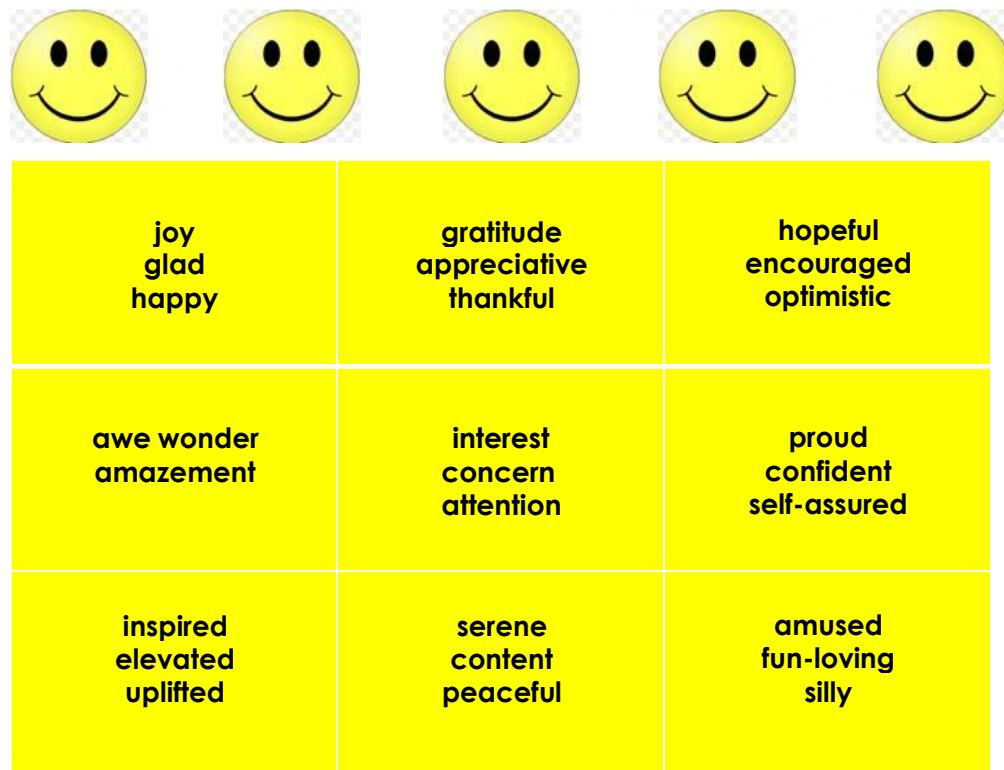 joy
glad
happy
gratitude
appreciative
thankful
hopeful
encouraged
optimistic
awe wonder
amazement
interest
concern
attention
proud
confident
self-assured
inspired
elevated
uplifted
serene
content
peaceful
amused
fun-loving
silly